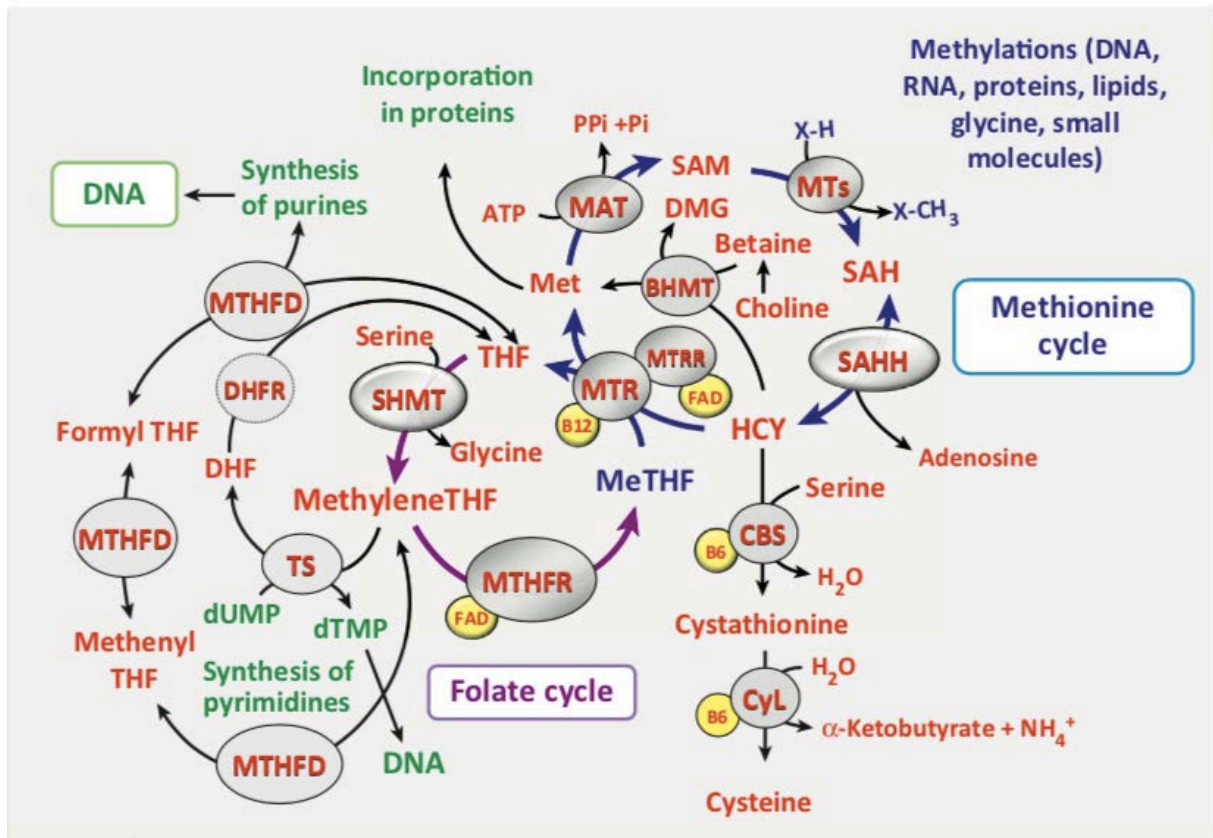 Methylations (DNA,
RNA, proteins, lipids,
glycine, small
molecules)
Incorporation
in proteins
PPi +Pi
X-H
SAM
MTs
DNA
Synthesis
of purines
ATP
MAT
DMG
X-CH₃
Betaine
SAH
Met
BHMT
Choline
MTHFD
Methionine
cycle
Serine
THF
MTRR
SAHH
DHFR
SHMT
MTR
FAD
B12
HCY
Formyl THF
Glycine
Adenosine
DHF
MeTHF
Serine
MethyleneTHF
MTHFD
CBS
B6
TS
MTHFR
H₂O
dUMP
FAD
dTMP
Cystathionine
Methenyl
THF
Synthesis of
pyrimidines
Folate cycle
H₂O
CyL
B6
α-Ketobutyrate + NH₄⁺
MTHFD
DNA
Cysteine